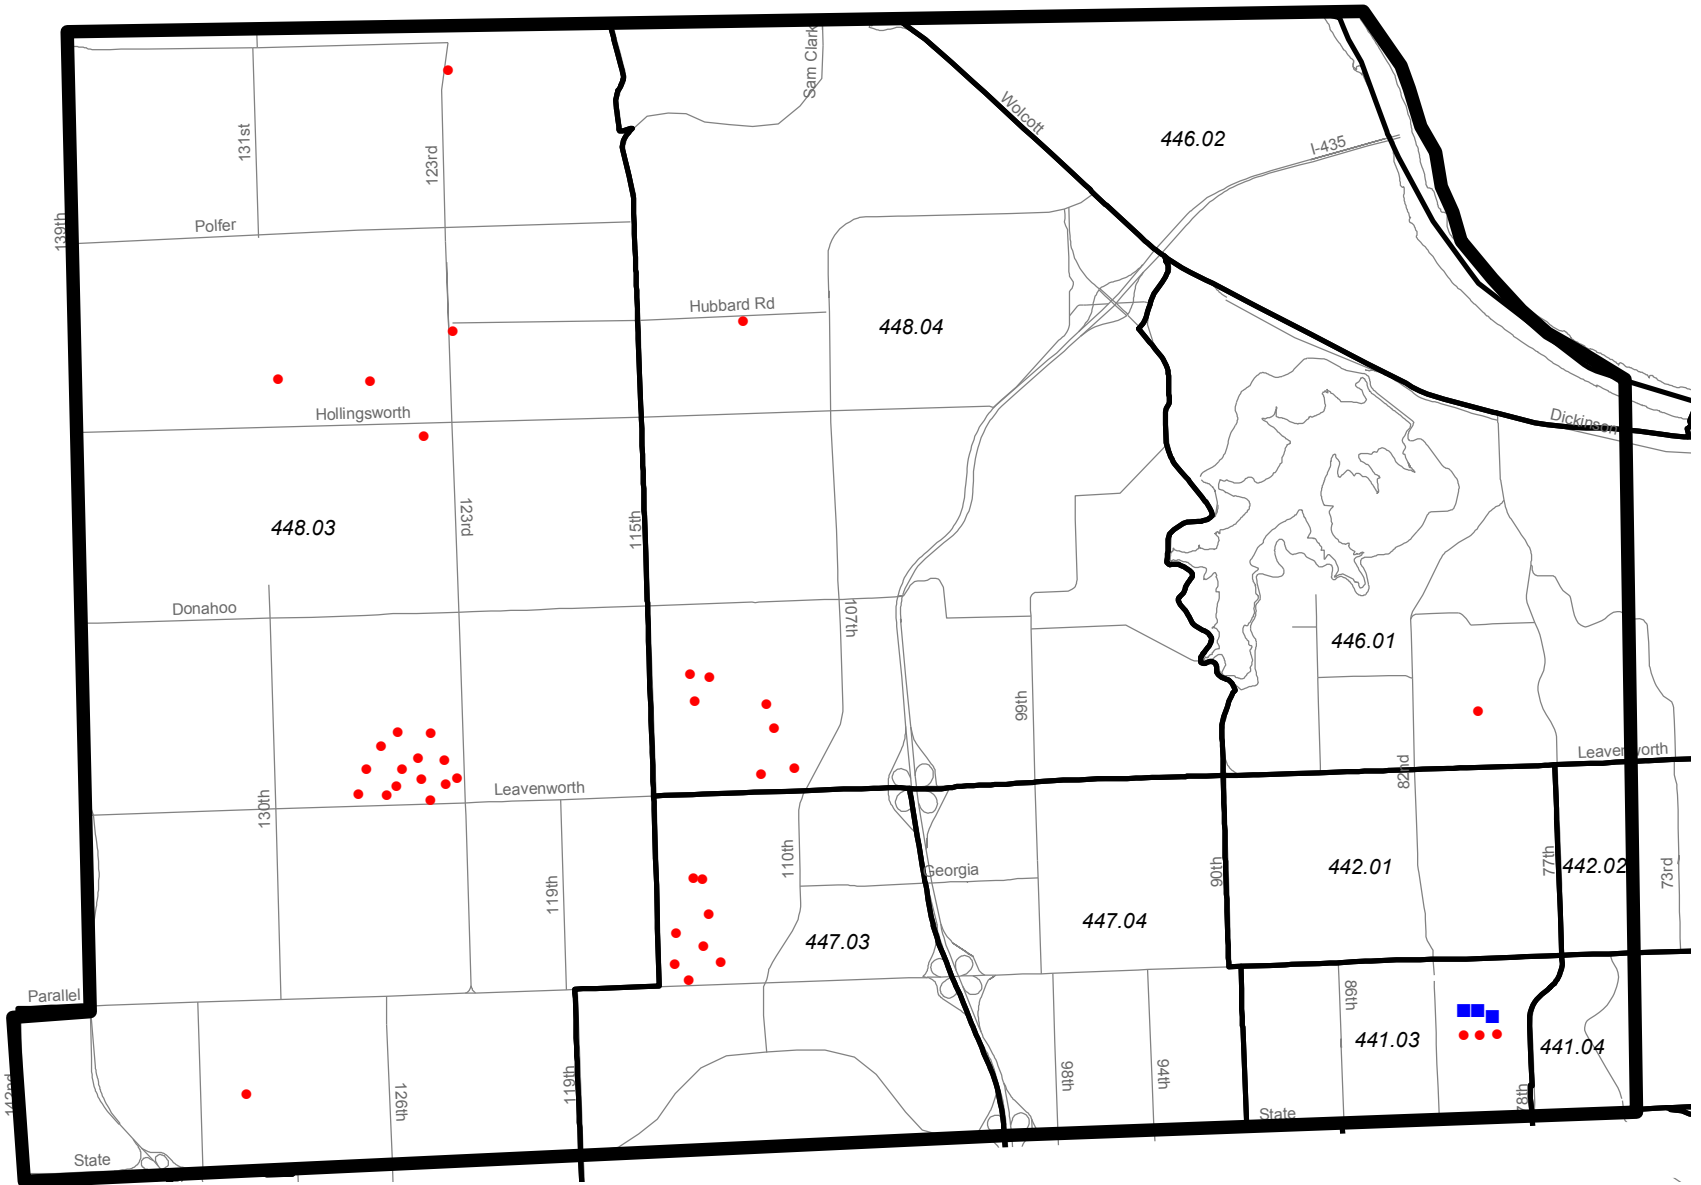 Sam Clark
Wolcott
446.02
I-435
131st
123rd
139th
Polfer
Hubbard Rd
448.04
Hollingsworth
Dickinson
123rd
115th
448.03
Donahoo
107th
446.01
99th
Leavenworth
82nd
Leavenworth
130th
110th
Georgia
90th
442.01
77th
442.02
73rd
119th
447.03
447.04
Parallel
86th
441.03
441.04
142nd
126th
119th
98th
94th
State
78th
State